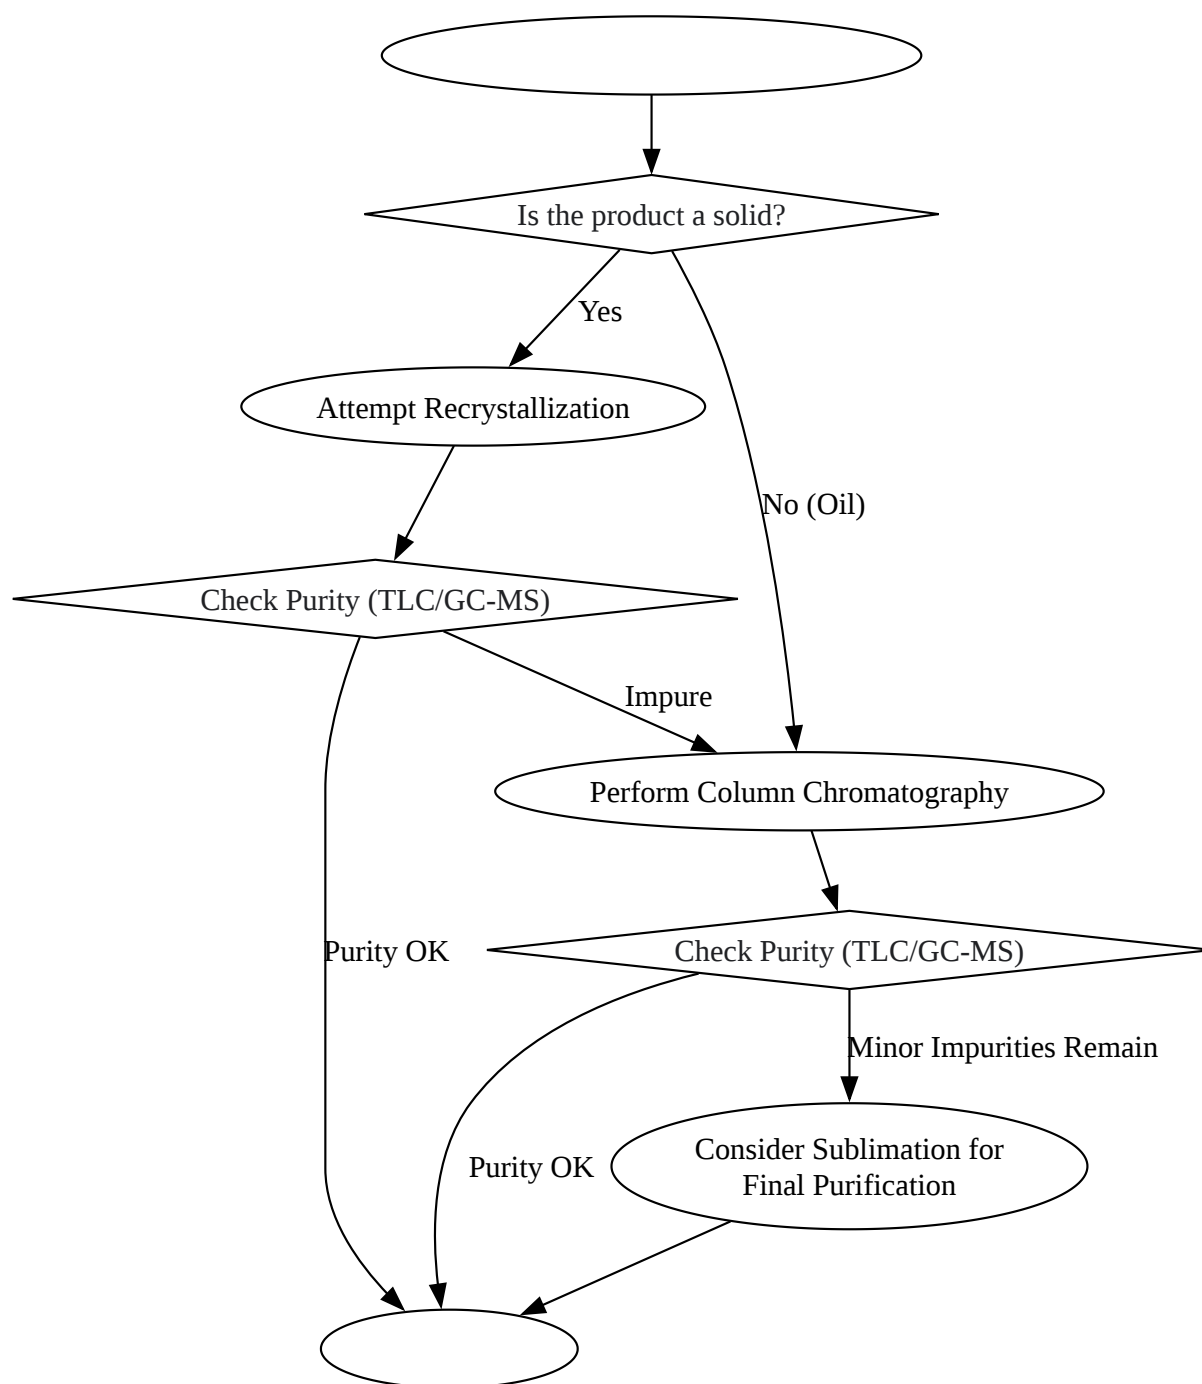 Is the product a solid?
Yes
Attempt Recrystallization
No (Oil)
Check Purity (TLC/GC-MS)
Impure
Perform Column Chromatography
Purity OK
Check Purity (TLC/GC-MS)
Minor Impurities Remain
Purity OK
Consider Sublimation for
Final Purification